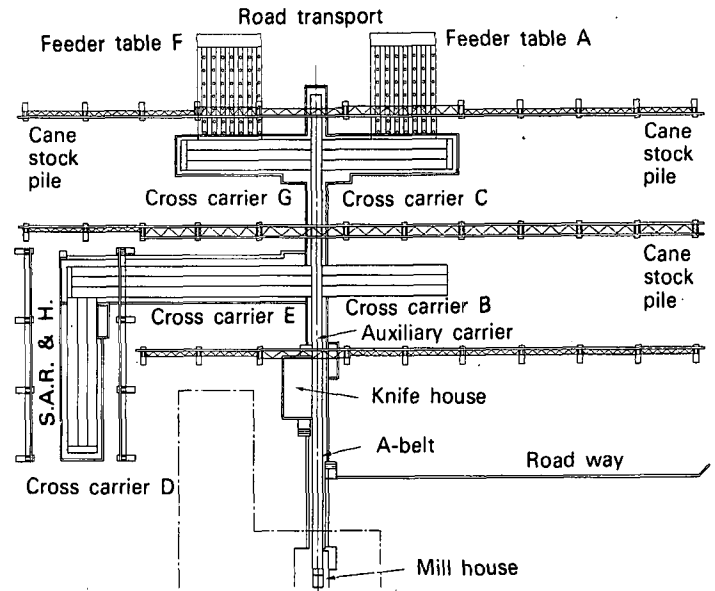 Road transport
Feeder table F
Feeder table A
Cane
stock
pile
Cane
stock
pile
Cross carrier G
Cross carrier C
Cane
stock
pile
Cross carrier B
Cross carrier E
Auxiliary carrier
S.A.R. & H.
Knife house
A-belt
Road way
Cross carrier D
Mill house